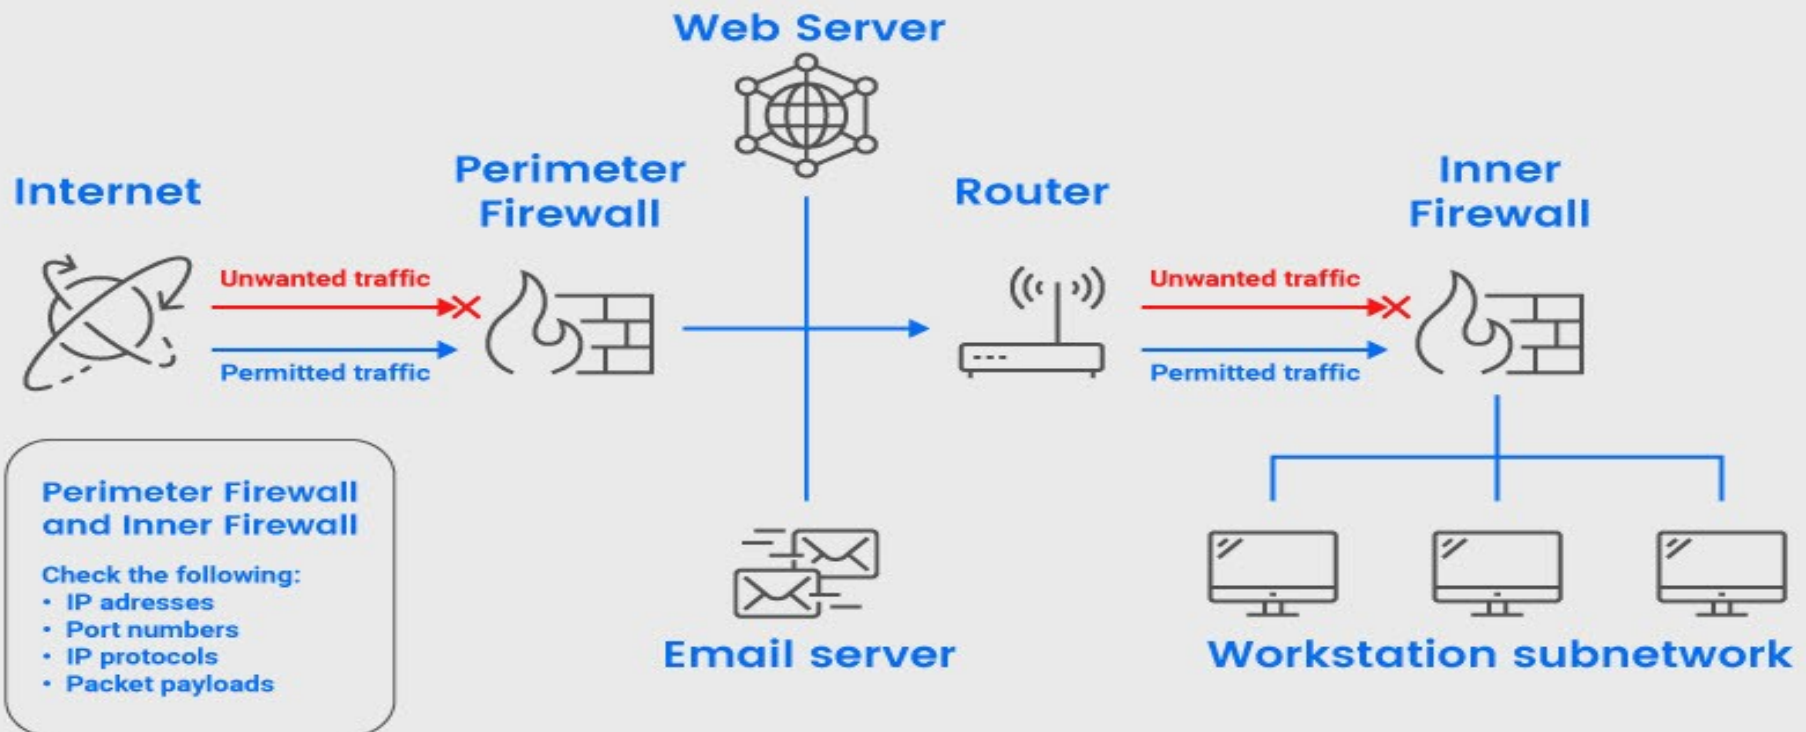 Web Server
Internet
Perimeter
Firewall
Router
Inner
Firewall
Unwanted traffic
Permitted traffic
Unwanted traffic
Permitted traffic
Perimeter Firewall
and Inner Firewall
Check the following:
• IP adresses
• Port numbers
• IP protocols
• Packet payloads
Email server
Workstation subnetwork